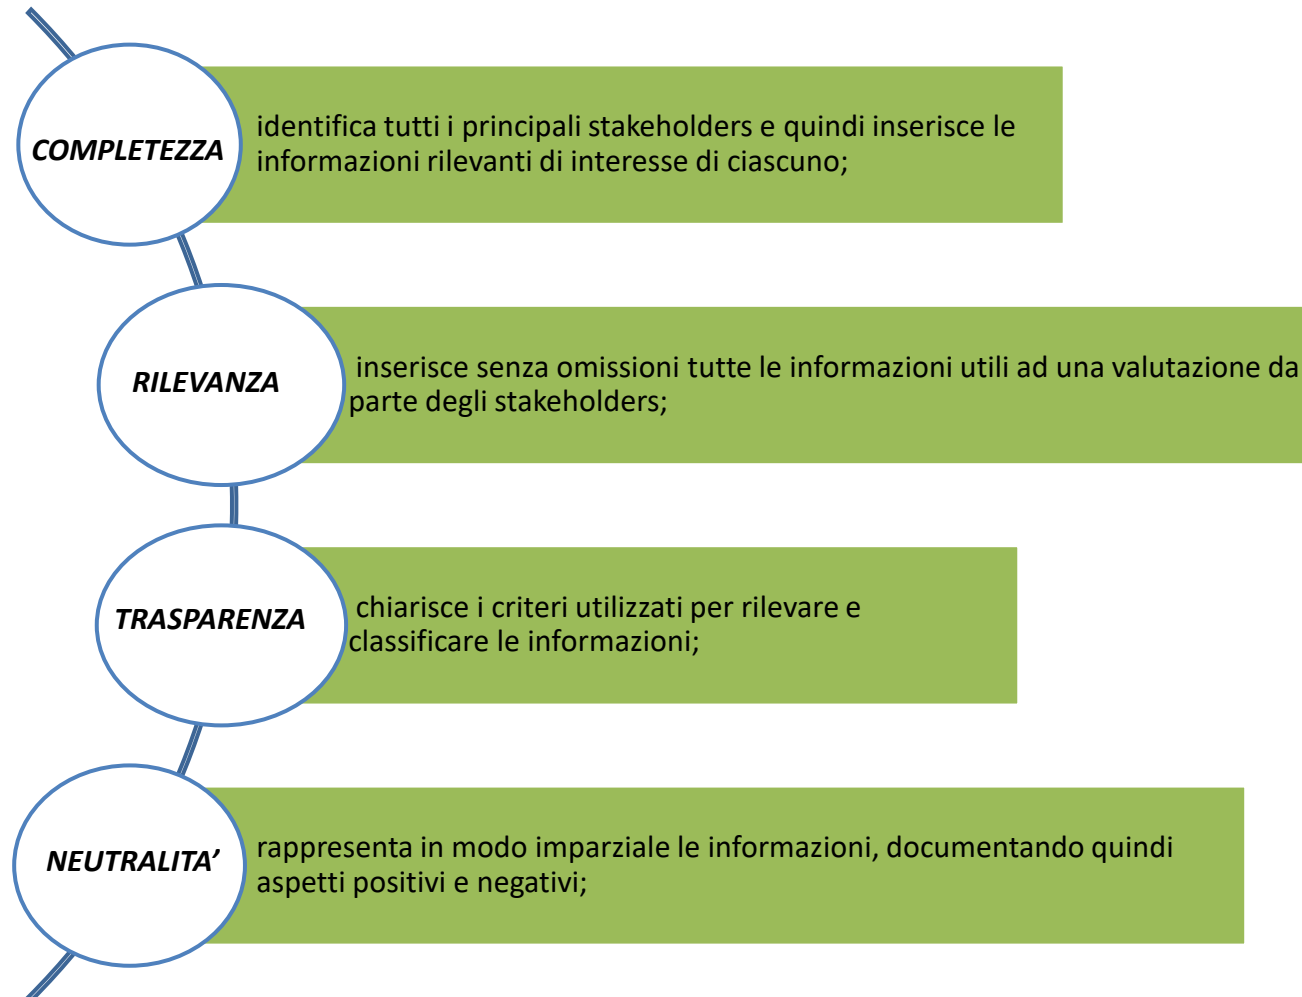 COMPLETEZZA
identifica tutti i principali stakeholders e quindi inserisce le
informazioni rilevanti di interesse di ciascuno;
RILEVANZA
inserisce senza omissioni tutte le informazioni utili ad una valutazione da
parte degli stakeholders;
TRASPARENZA
chiarisce i criteri utilizzati per rilevare e
classificare le informazioni;
NEUTRALITA’
rappresenta in modo imparziale le informazioni, documentando quindi
aspetti positivi e negativi;